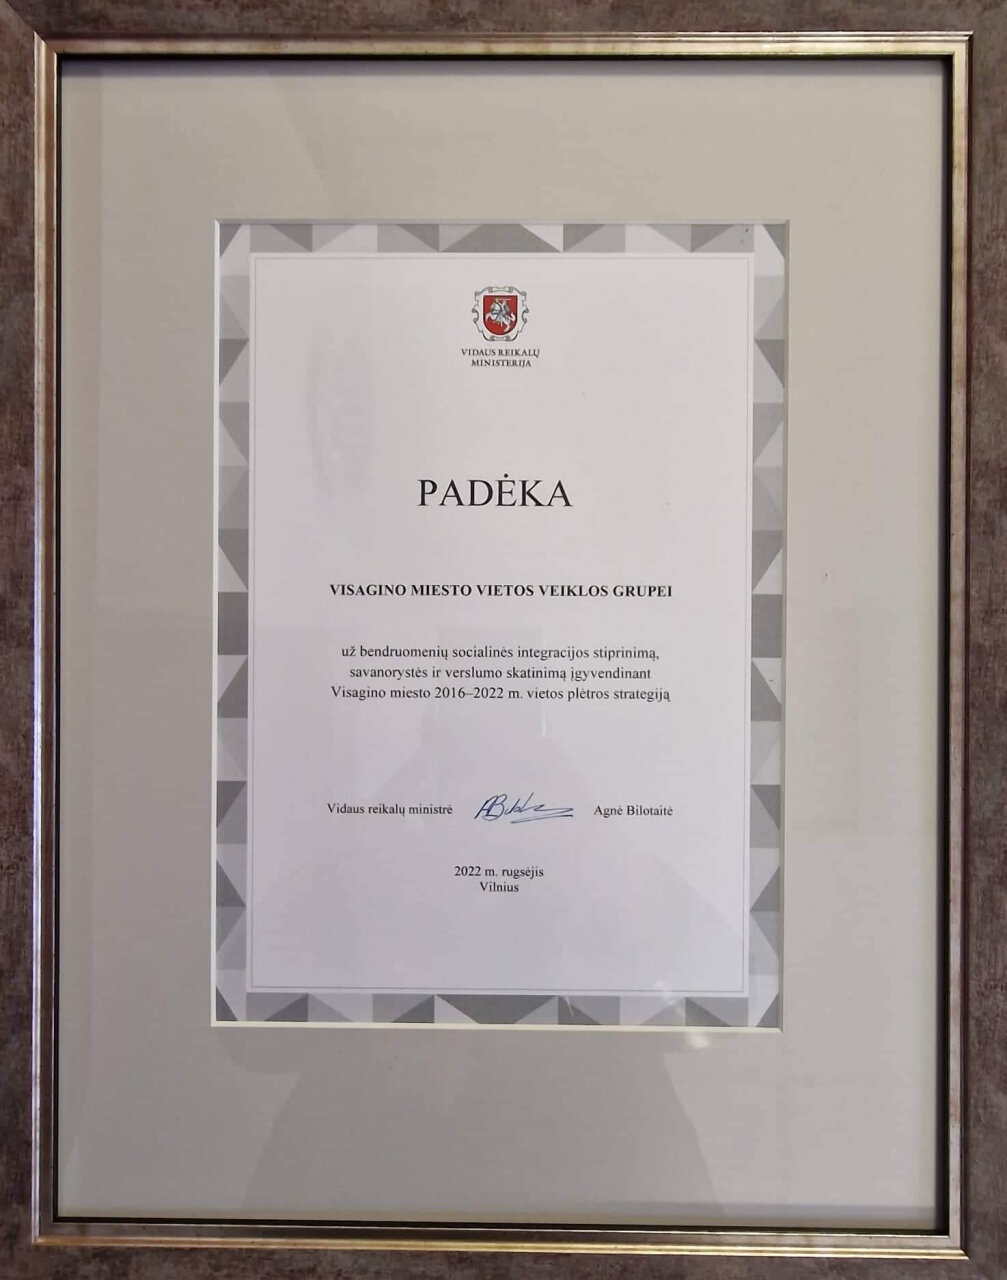 VIDAUS REIKALŲ
MINISTERIJA
PADĖKA
VISAGINO MIESTO VIETOS VEIKLOS GRUPEI
už bendruomenių socialinės integracijos stiprinimą,
savanorystės ir verslumo skatinimą įgyvendinant
Visagino miesto 2016–2022 m. vietos plėtros strategiją
Vidaus reikalų ministrė Agnė Bilotaitė
2022 m. rugsėjis
Vilnius